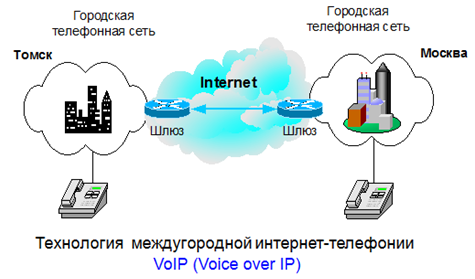 Городская
телефонная сеть
Городская
телефонная сеть
Томск
Москва
Internet
Шлюз
Шлюз
Технология междугородной интернет-телефонии
VoIP (Voice over IP)